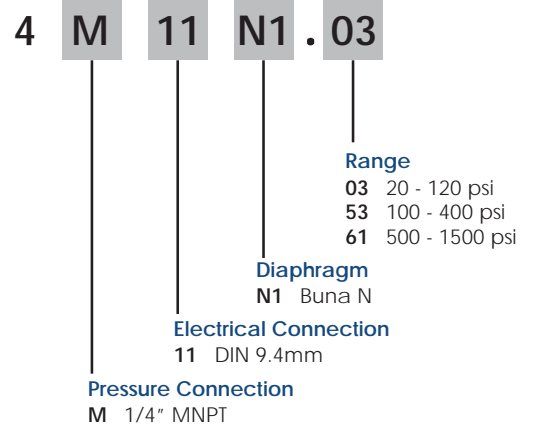 4 M 11 N1 . 03
Range
03 20 - 120 psi
53 100 - 400 psi
61 500 - 1500 psi
Diaphragm
N1 Buna N
Electrical Connection
11 DIN 9.4mm
Pressure Connection
M 1/4" MNPT